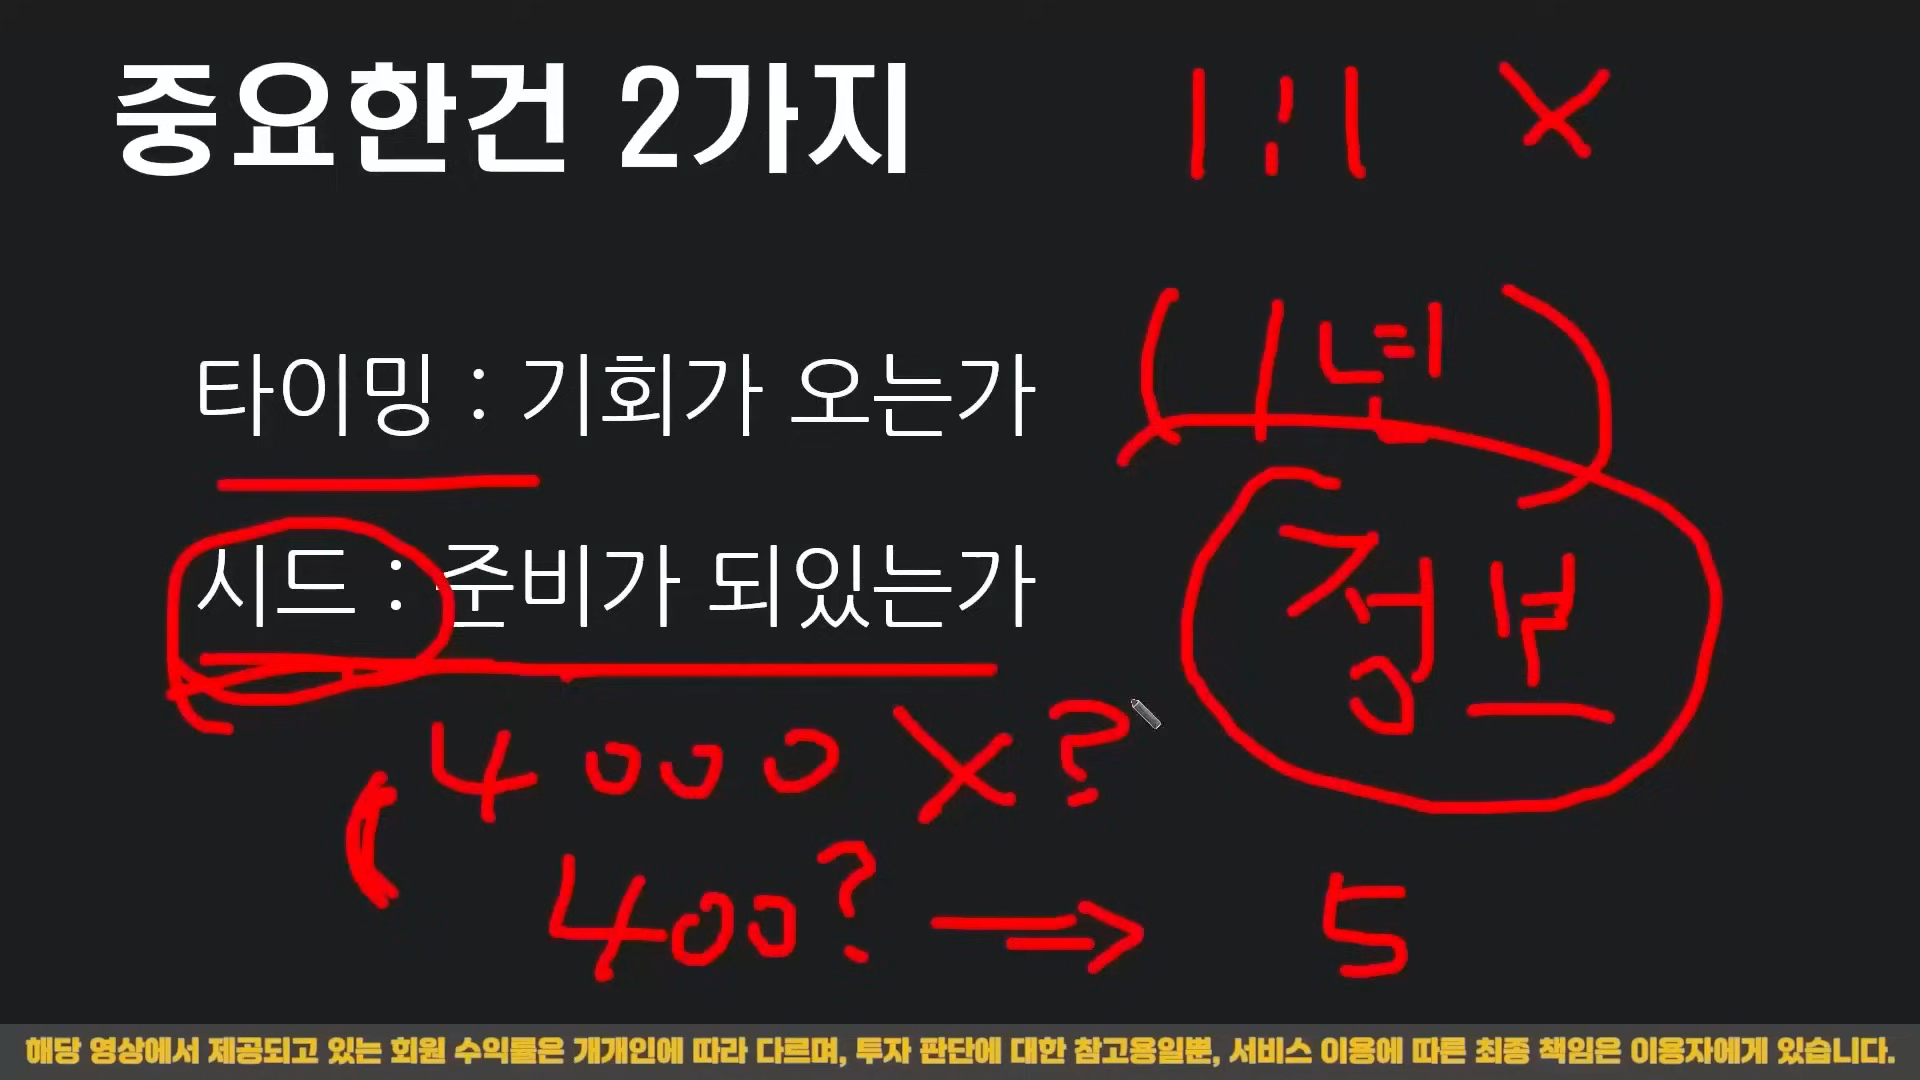 중요한건 2가지
1:1 X
타이밍 : 기회가 오는가
(1년)
시드 : 준비가 되있는가
정보
4000 X ?
400? → 5
해당 영상에서 제공되고 있는 회원 수익률은 개개인에 따라 다르며, 투자 판단에 대한 참고용일뿐, 서비스 이용에 따른 최종 책임은 이용자에게 있습니다.